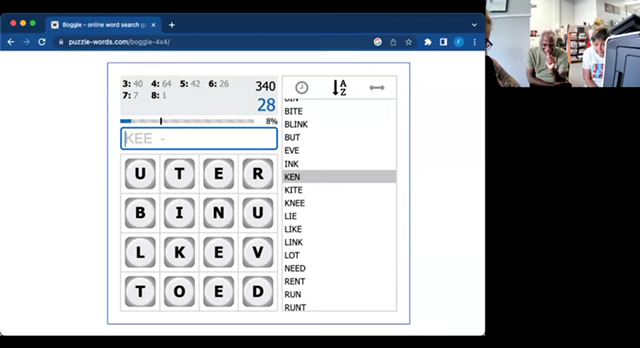 Boggle - online word search ga
puzzle-words.com/boggle-4x4/
3: 40 4: 64 5: 42 6: 26
7: 7 8: 1
340
28
8%
KEE -
A
Z
U T E R
B I N U
L K E V
T O E D
BITE
BLINK
BUT
EVE
INK
KEN
KITE
KNEE
LIE
LIKE
LINK
LOT
NEED
RENT
RUN
RUNT